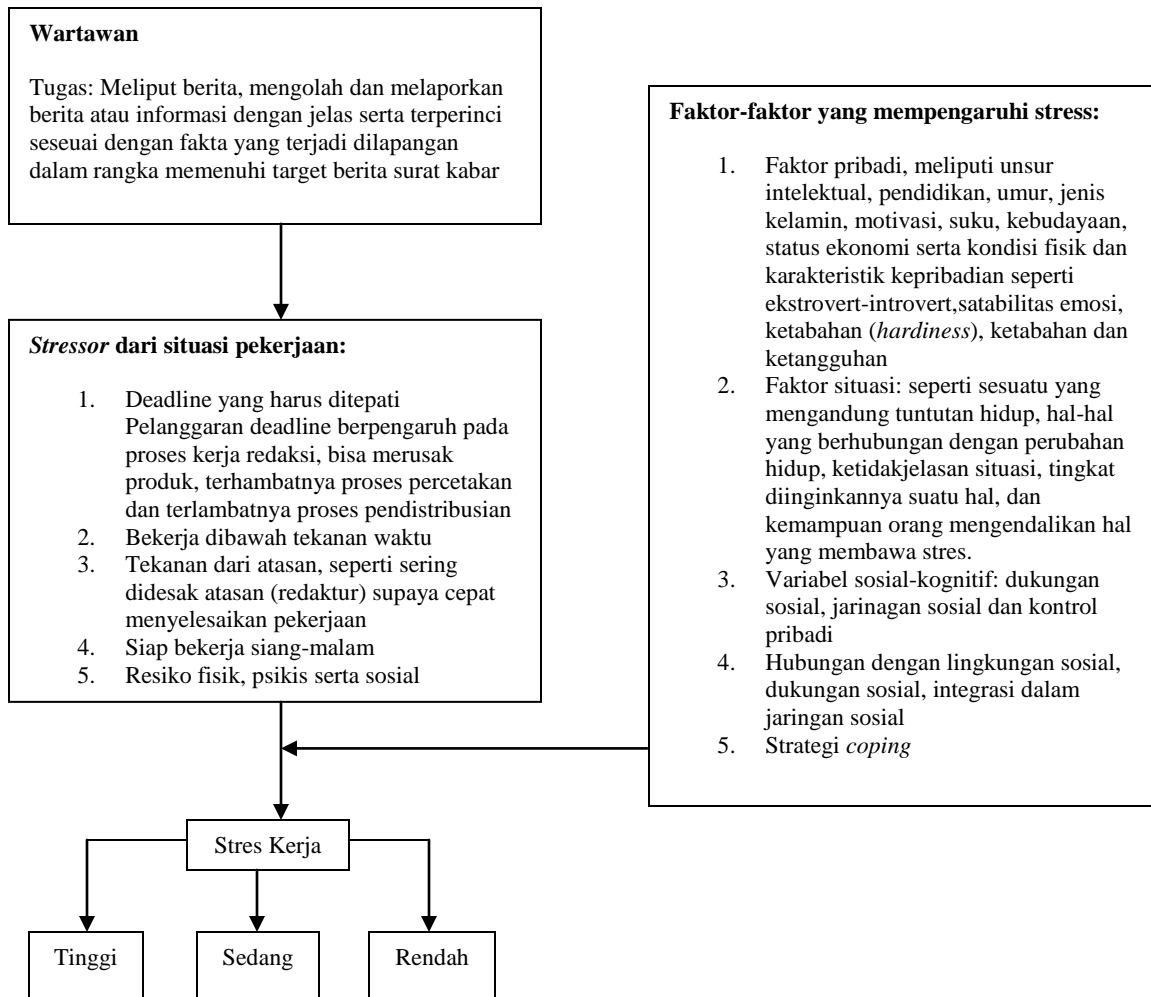 Wartawan
Tugas: Meliput berita, mengolah dan melaporkan
berita atau informasi dengan jelas serta terperinci
seseuai dengan fakta yang terjadi dilapangan
dalam rangka memenuhi target berita surat kabar
Stressor dari situasi pekerjaan:
1. Deadline yang harus ditepati
Pelanggaran deadline berpengaruh pada
proses kerja redaksi, bisa merusak
produk, terhambatnya proses percetakan
dan terlambatnya proses pendistribusian
2. Bekerja dibawah tekanan waktu
3. Tekanan dari atasan, seperti sering
didesak atasan (redaktur) supaya cepat
menyelesaikan pekerjaan
4. Siap bekerja siang-malam
5. Resiko fisik, psikis serta sosial
Faktor-faktor yang mempengaruhi stress:
1. Faktor pribadi, meliputi unsur
intelektual, pendidikan, umur, jenis
kelamin, motivasi, suku, kebudayaan,
status ekonomi serta kondisi fisik dan
karakteristik kepribadian seperti
ekstrovert-introvert,satabilitas emosi,
ketabahan (hardiness), ketabahan dan
ketangguhan
2. Faktor situasi: seperti sesuatu yang
mengandung tuntutan hidup, hal-hal
yang berhubungan dengan perubahan
hidup, ketidakjelasan situasi, tingkat
diinginkannya suatu hal, dan
kemampuan orang mengendalikan hal
yang membawa stres.
3. Variabel sosial-kognitif: dukungan
sosial, jarinagan sosial dan kontrol
pribadi
4. Hubungan dengan lingkungan sosial,
dukungan sosial, integrasi dalam
jaringan sosial
5. Strategi coping
Stres Kerja
Tinggi
Sedang
Rendah